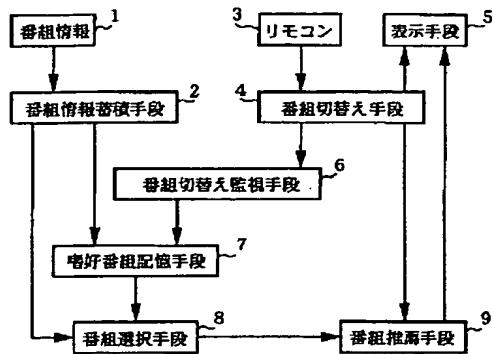 番組情報 1
リモコン 3
表示手段 5
番組情報蓄積手段 2
番組切替え手段 4
番組切替え監視手段 6
嗜好番組記憶手段 7
番組選択手段 8
番組推薦手段 9